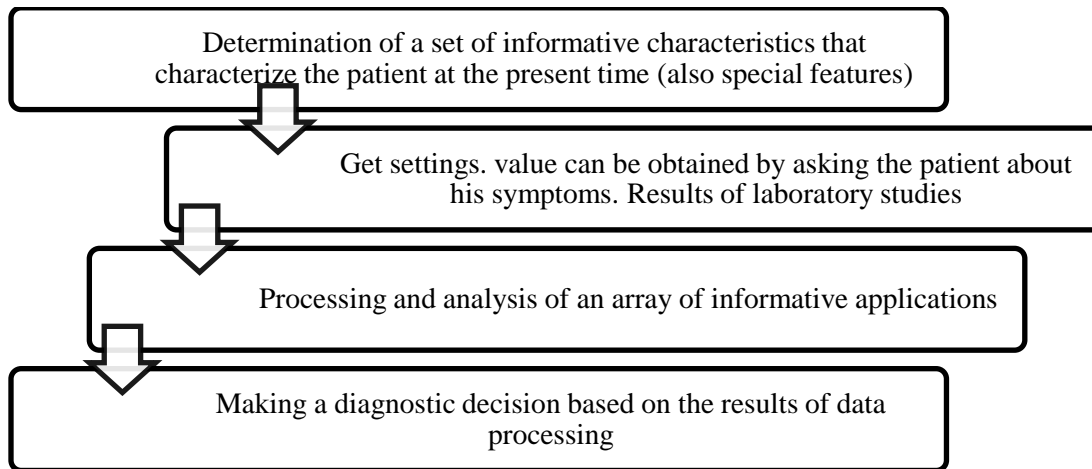 Determination of a set of informative characteristics that
characterize the patient at the present time (also special features)
Get settings. value can be obtained by asking the patient about
his symptoms. Results of laboratory studies
Processing and analysis of an array of informative applications
Making a diagnostic decision based on the results of data
processing